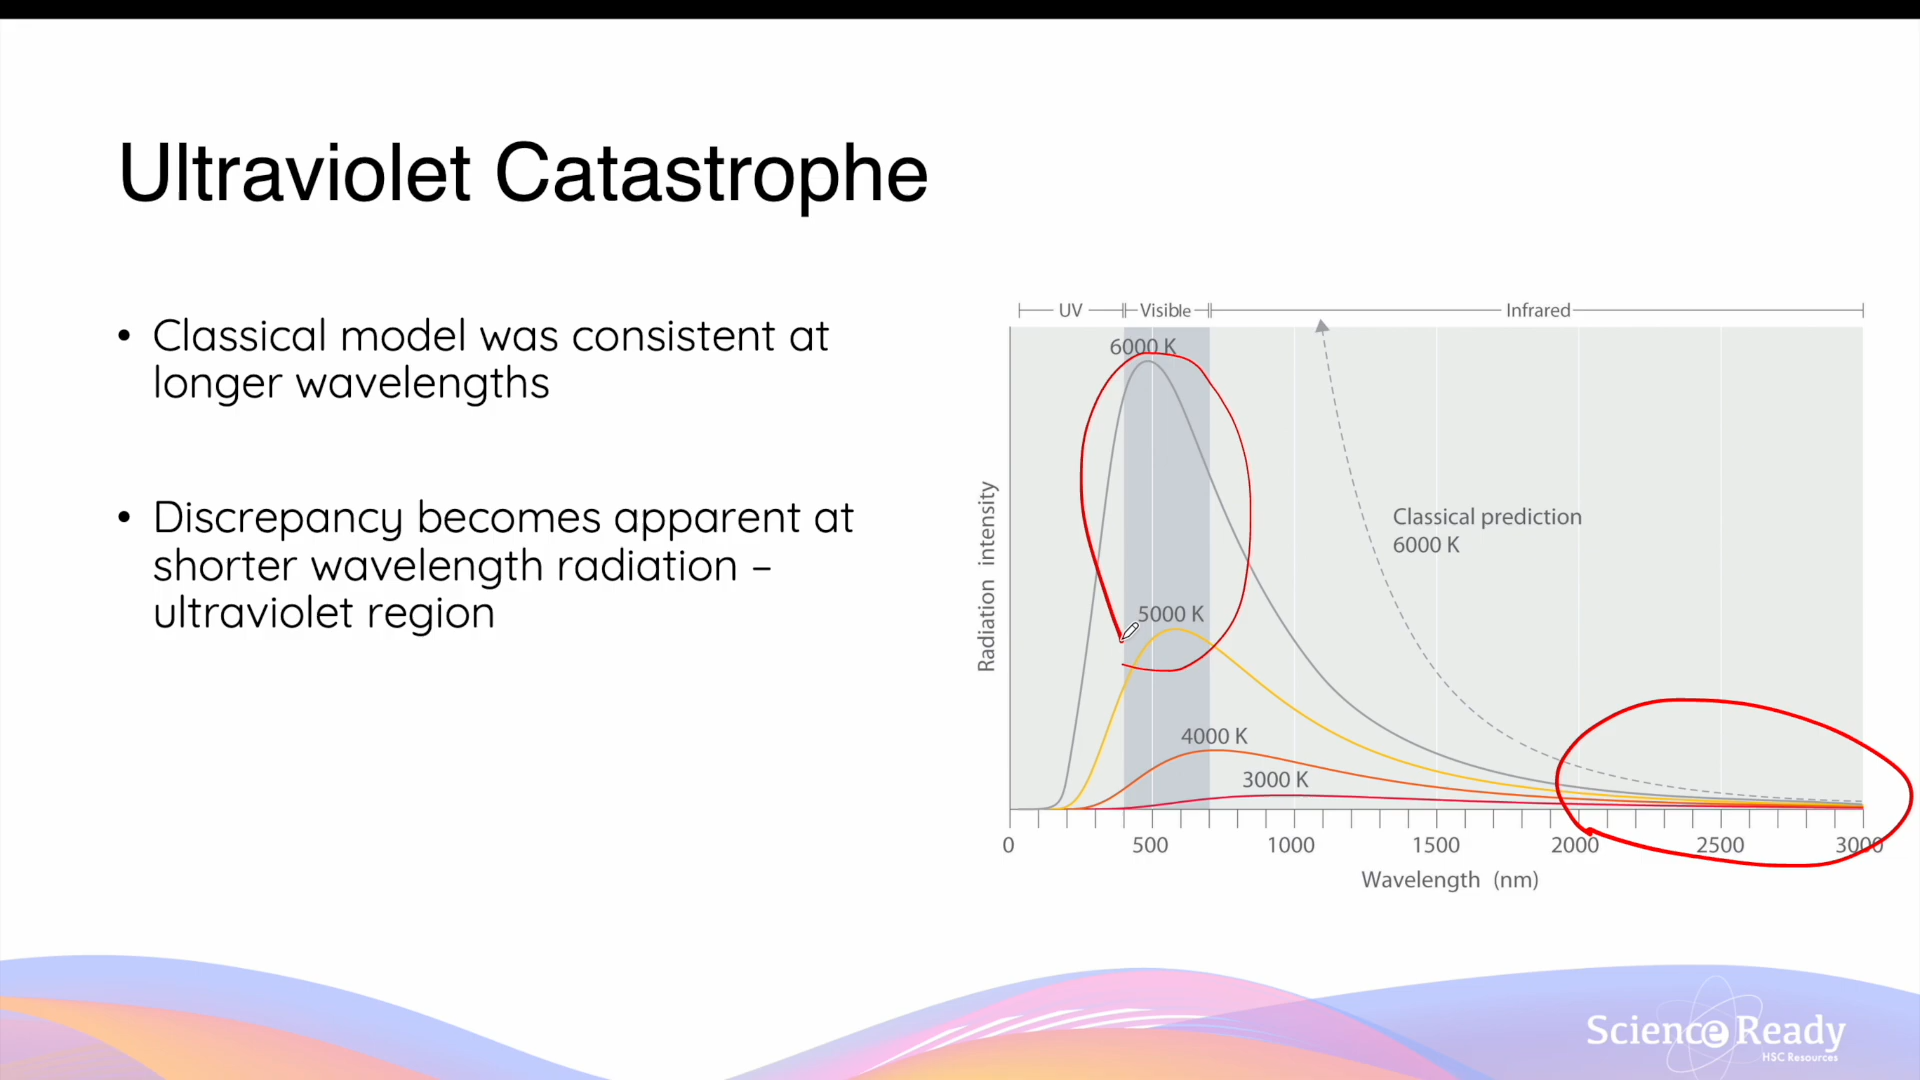 Ultraviolet Catastrophe
• Classical model was consistent at
longer wavelengths
• Discrepancy becomes apparent at
shorter wavelength radiation –
ultraviolet region
UV Visible Infrared
6000 K
Classical prediction
6000 K
5000 K
4000 K
3000 K
Radiation intensity
0 500 1000 1500 2000 2500 3000
Wavelength (nm)
Science Ready
HSC Resources